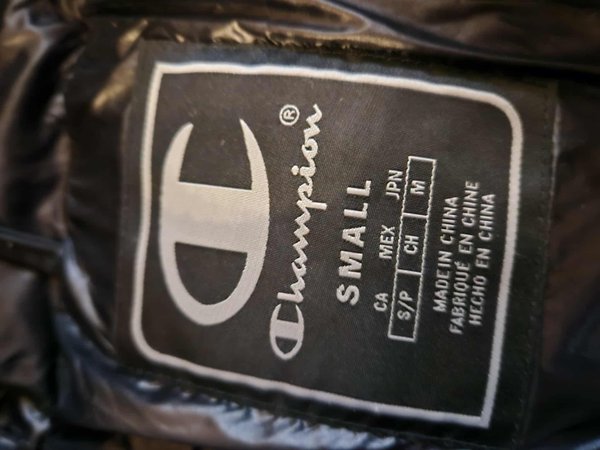 Champion®
SMALL
CA MEX JPN
S/P CH M
MADE IN CHINA
FABRIQUÉ EN CHINE
HECHO EN CHINA